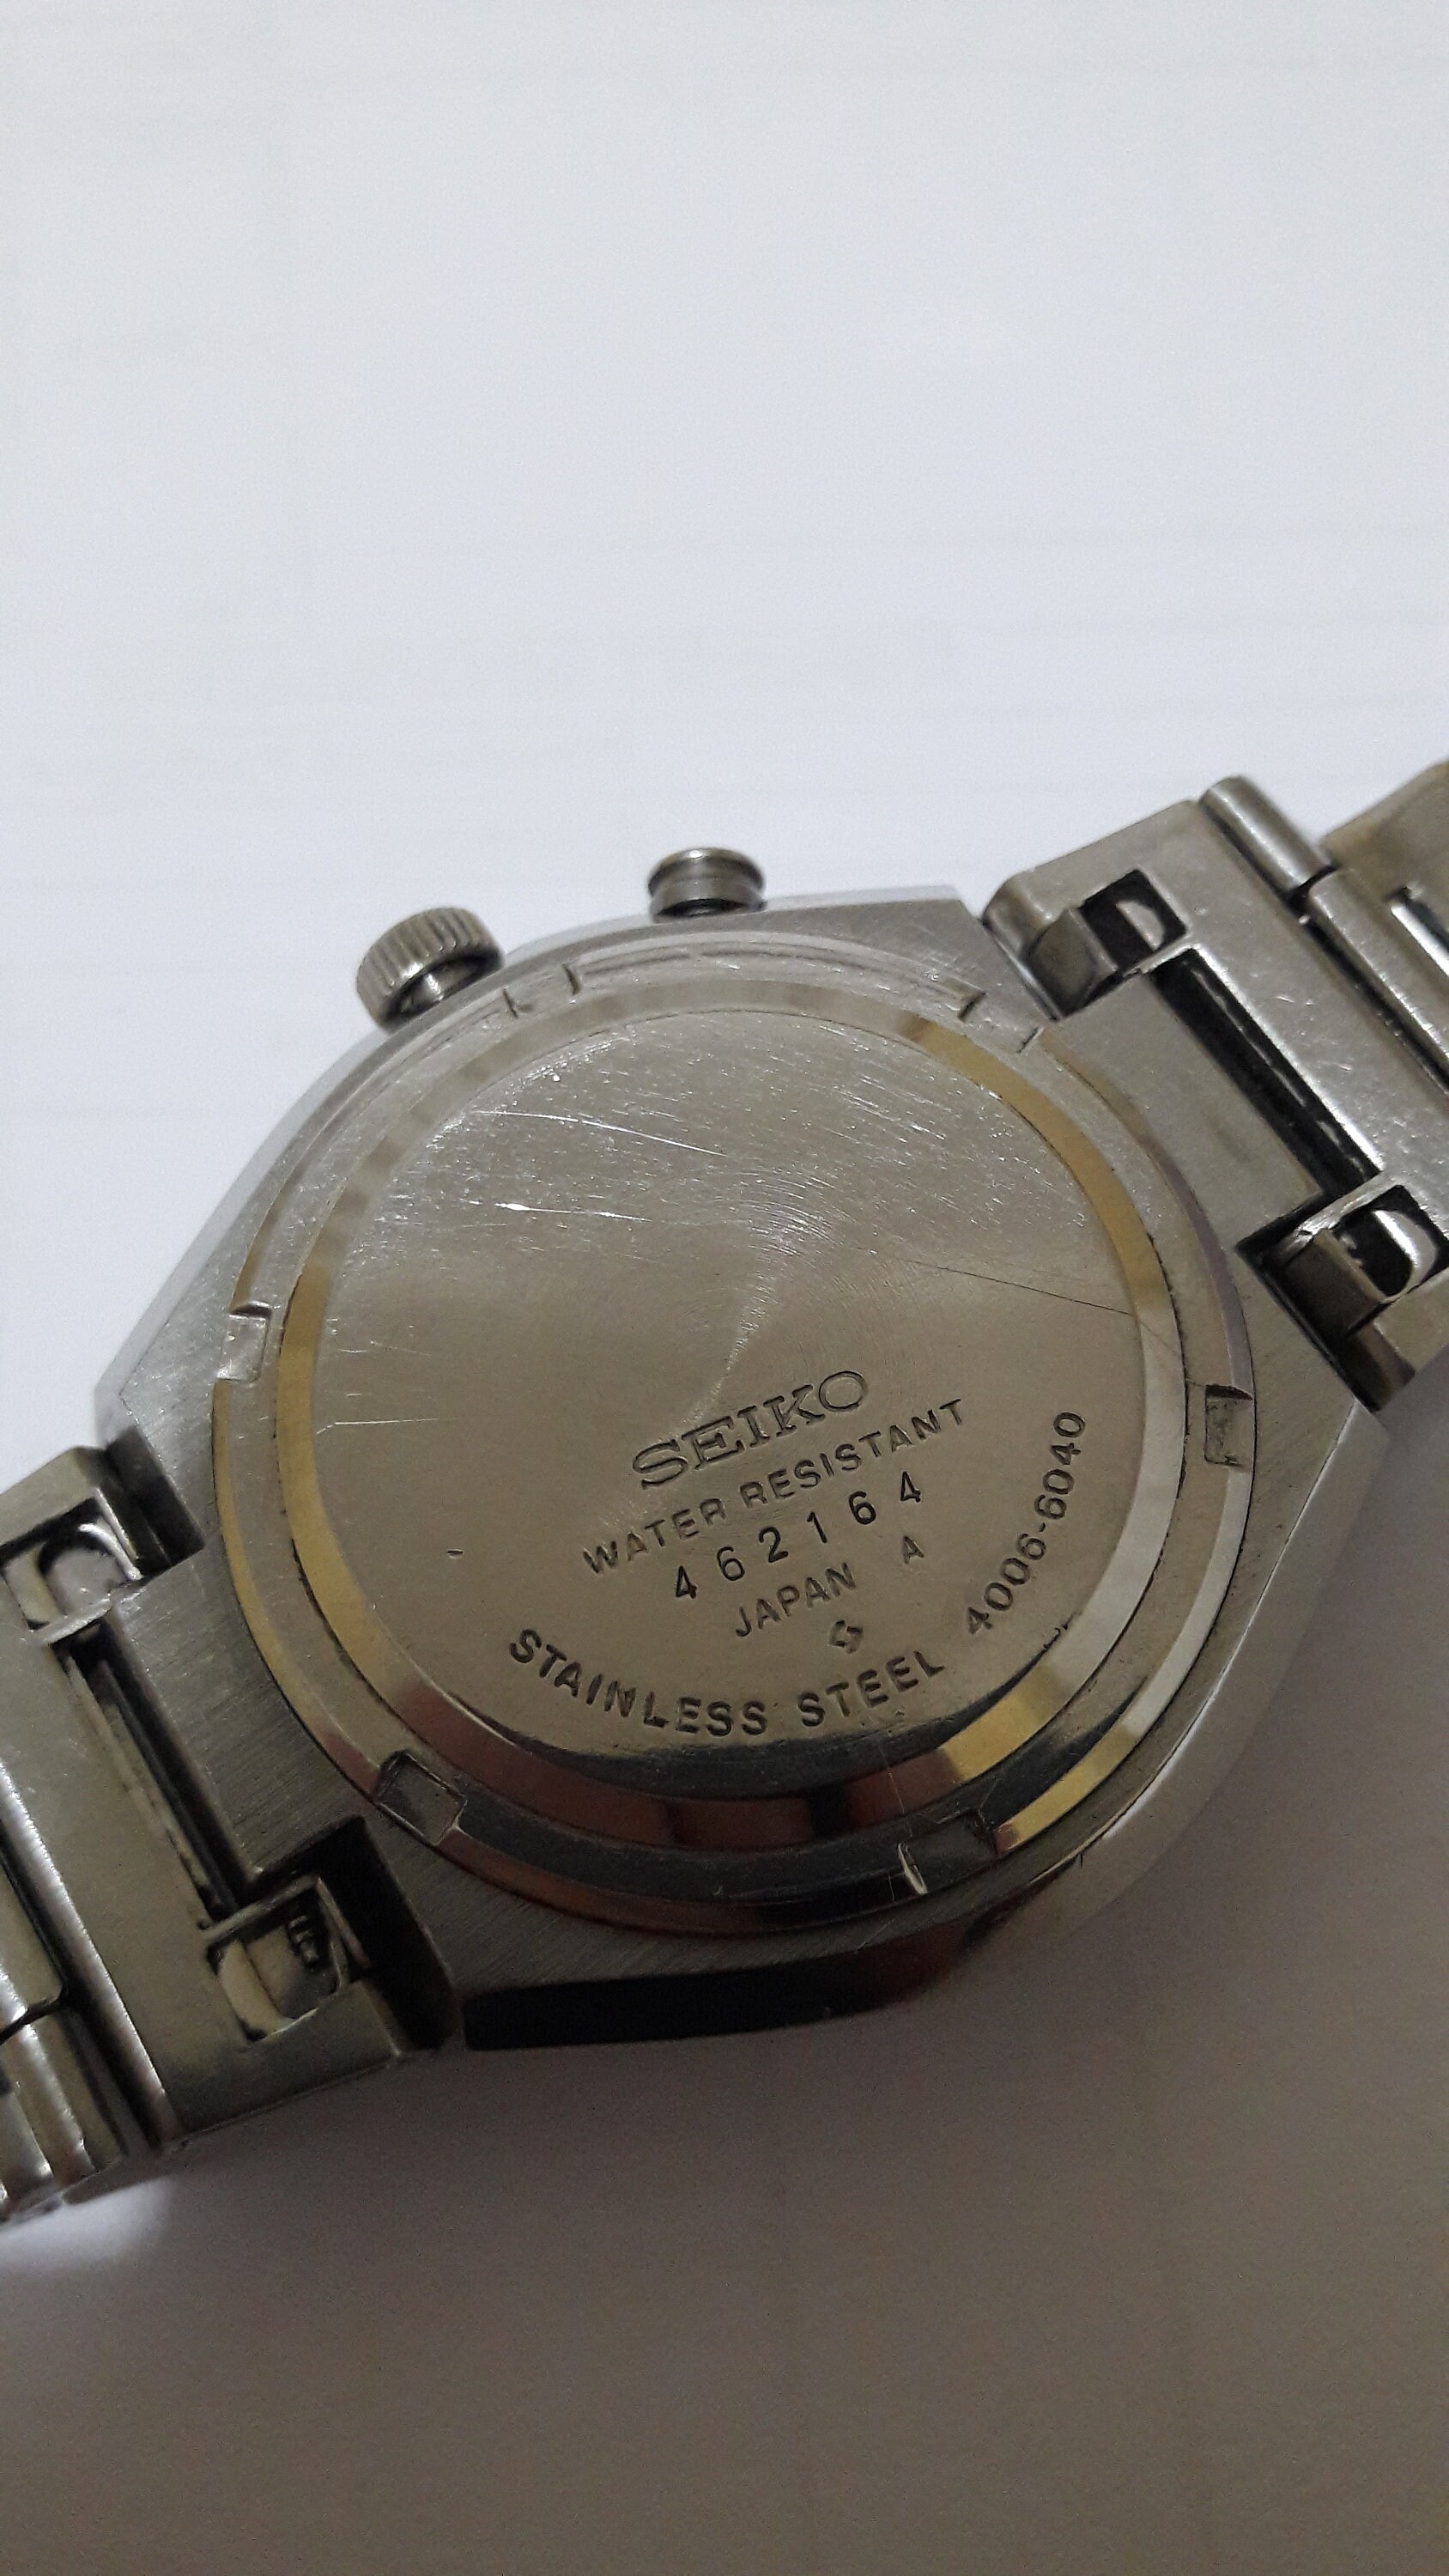 SEIKO
WATER RESISTANT
462164
JAPAN A
STAINLESS STEEL 4006-6040